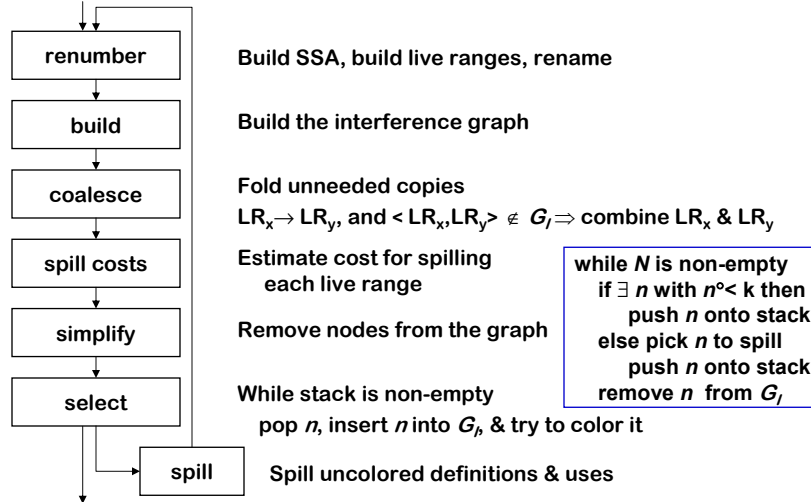 renumber
Build SSA, build live ranges, rename
build
Build the interference graph
coalesce
Fold unneeded copies
LRx→ LRy, and < LRx,LRy> ∉ GI ⇒ combine LRx & LRy
spill costs
Estimate cost for spilling
each live range
while N is non-empty
if ∃ n with n°< k then
push n onto stack
else pick n to spill
push n onto stack
remove n from GI
simplify
Remove nodes from the graph
select
While stack is non-empty
pop n, insert n into GI, & try to color it
spill
Spill uncolored definitions & uses